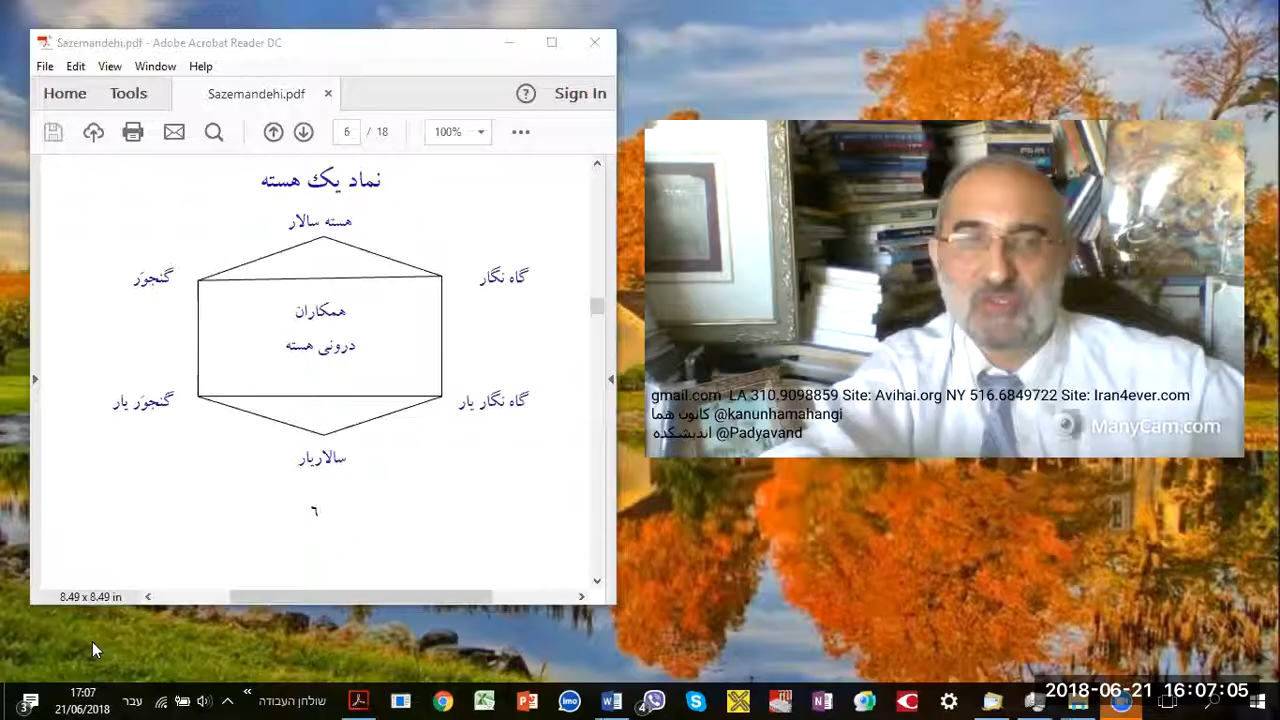 Sazemandehi.pdf - Adobe Acrobat Reader DC
File Edit View Window Help
Home Tools Sazemandehi.pdf Sign In
6 / 18 100%
نماد یک هسته
هسته سالار
گاه نگار گنجوَر
همکاران
درونی هسته
گاه نگار یار گنجوَر یار
سالاریار
٦
8.49 x 8.49 in
gmail.com LA 310.9098859 Site: Avihai.org NY 516.6849722 Site: Iran4ever.com
کانون هما @kanunhamahangi
اندیشکده @Padyavand
ManyCam.com
17:07
21/06/2018
עבר
שולחן העבודה
2018-06-21 16:07:05